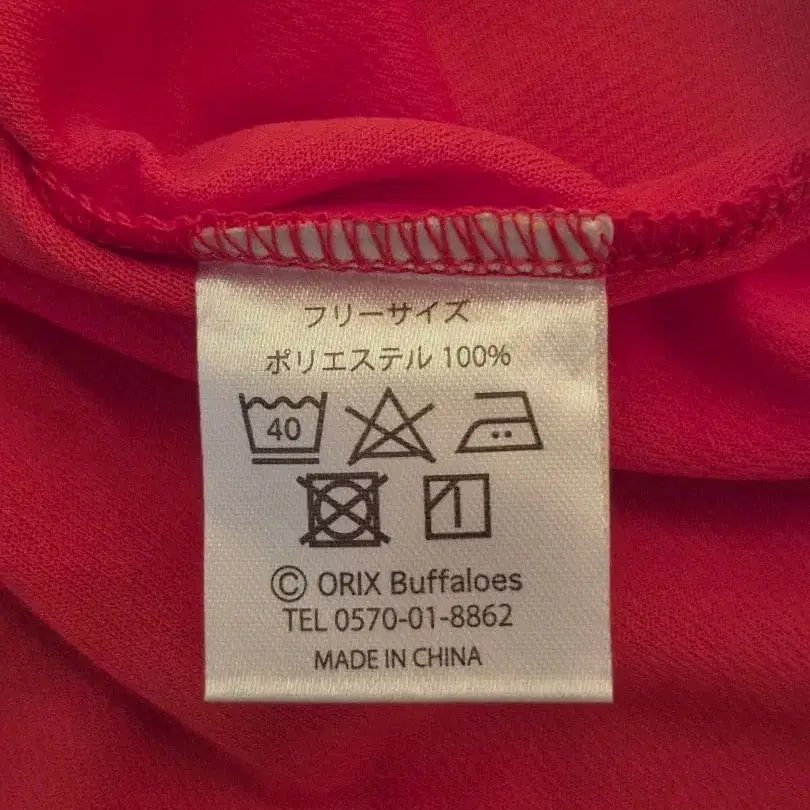 フリーサイズ
ポリエステル 100%
40
© ORIX Buffaloes
TEL 0570-01-8862
MADE IN CHINA